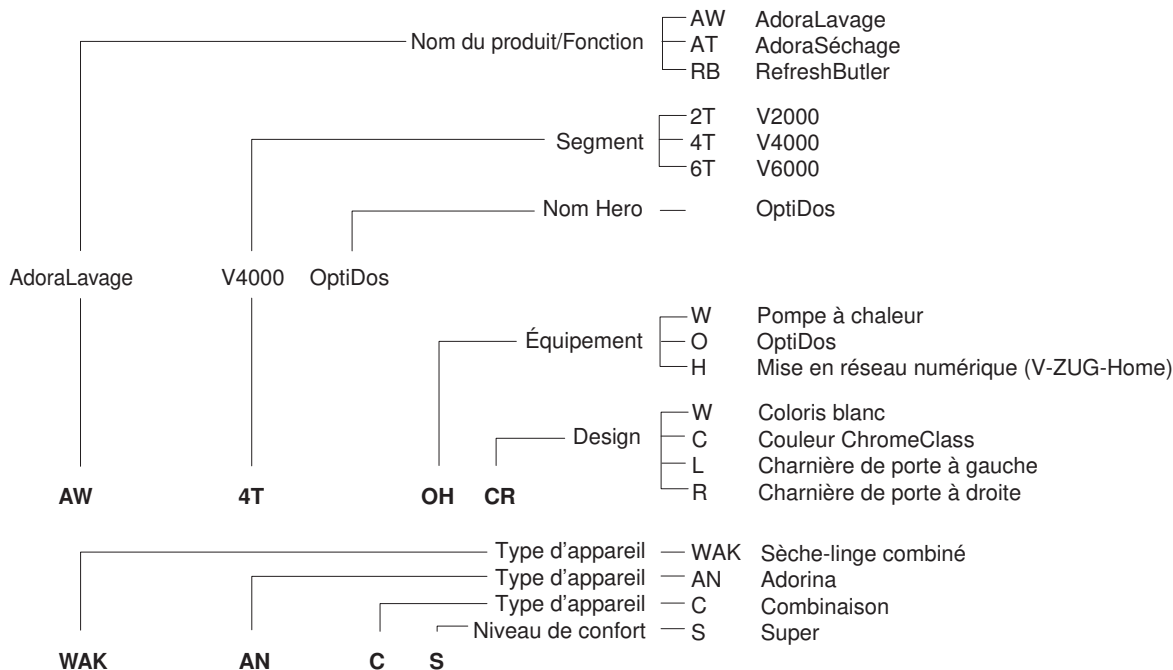 AW AdoraLavage
Nom du produit/Fonction AT AdoraSéchage
RB RefreshButler
2T V2000
Segment 4T V4000
6T V6000
Nom Hero OptiDos
AdoraLavage V4000 OptiDos
W Pompe à chaleur
Équipement O OptiDos
H Mise en réseau numérique (V-ZUG-Home)
W Coloris blanc
Design C Couleur ChromeClass
L Charnière de porte à gauche
AW 4T OH CR R Charnière de porte à droite
Type d'appareil WAK Sèche-linge combiné
Type d'appareil AN Adorina
Type d'appareil C Combinaison
Niveau de confort S Super
WAK AN C S